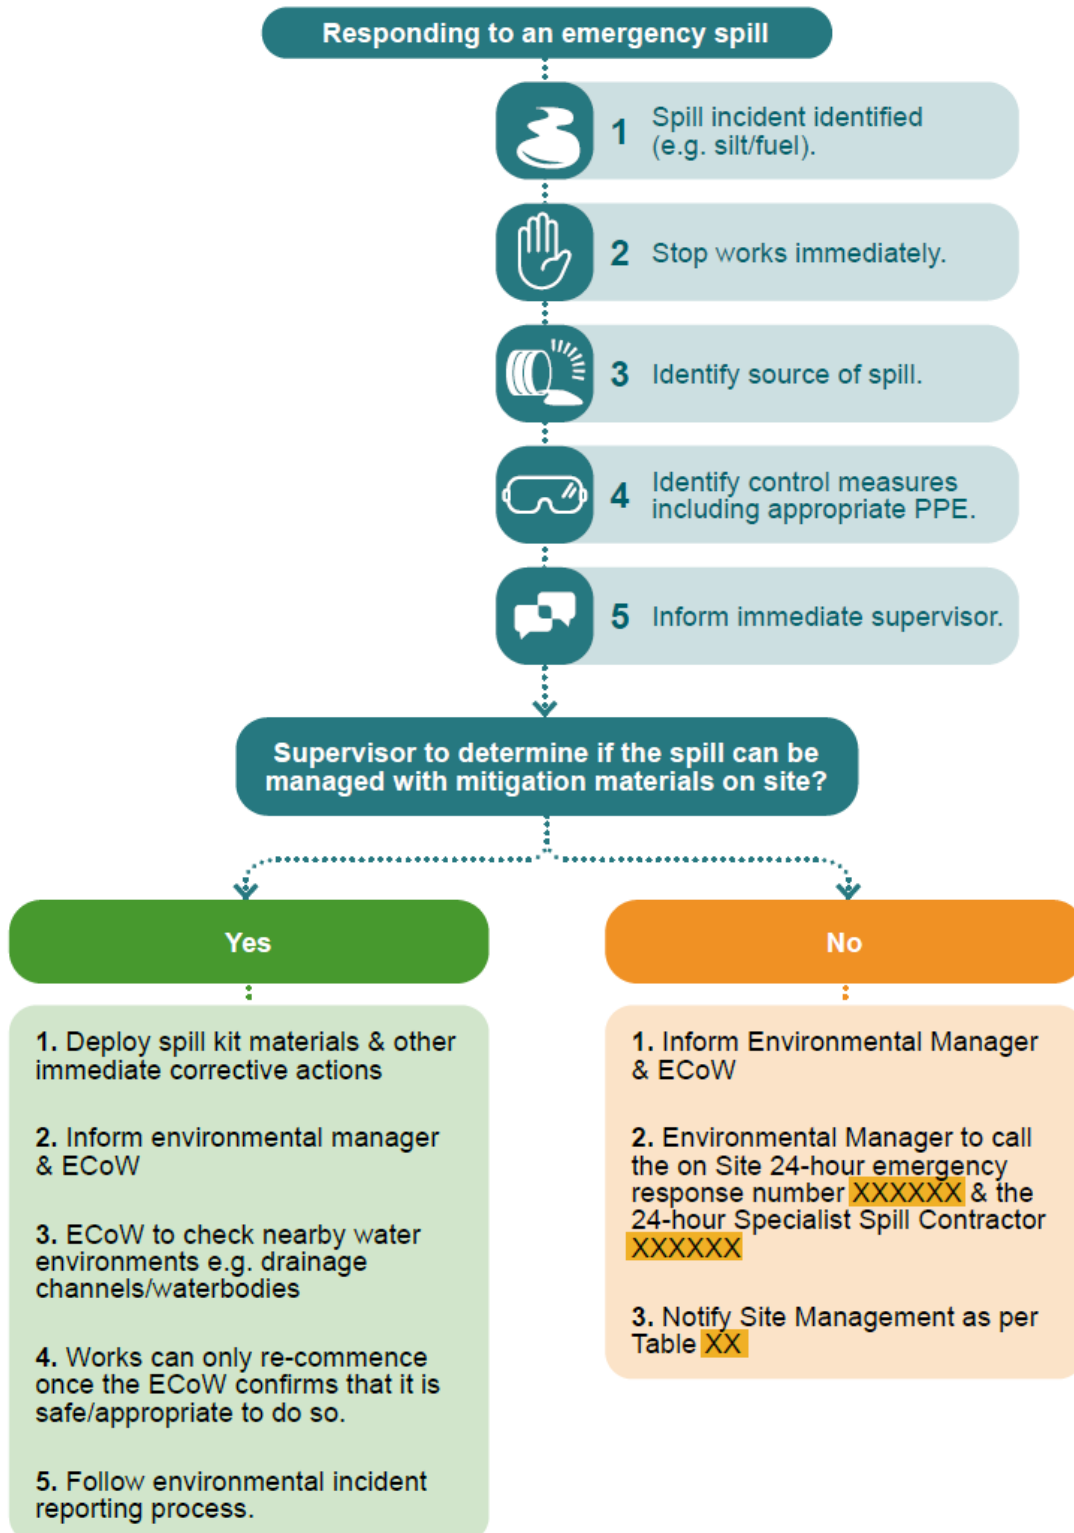 Responding to an emergency spill
1 Spill incident identified
(e.g. silt/fuel).
2 Stop works immediately.
3 Identify source of spill.
4 Identify control measures
including appropriate PPE.
5 Inform immediate supervisor.
Supervisor to determine if the spill can be
managed with mitigation materials on site?
Yes
1. Deploy spill kit materials & other
immediate corrective actions
2. Inform environmental manager
& ECoW
3. ECoW to check nearby water
environments e.g. drainage
channels/waterbodies
4. Works can only re-commence
once the ECoW confirms that it is
safe/appropriate to do so.
5. Follow environmental incident
reporting process.
No
1. Inform Environmental Manager
& ECoW
2. Environmental Manager to call
the on Site 24-hour emergency
response number XXXXXX & the
24-hour Specialist Spill Contractor
XXXXXX
3. Notify Site Management as per
Table XX